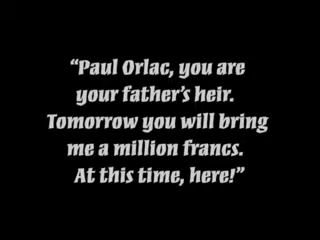 “Paul Orlac, you are
your father’s heir.
Tomorrow you will bring
me a million francs.
At this time, here!”